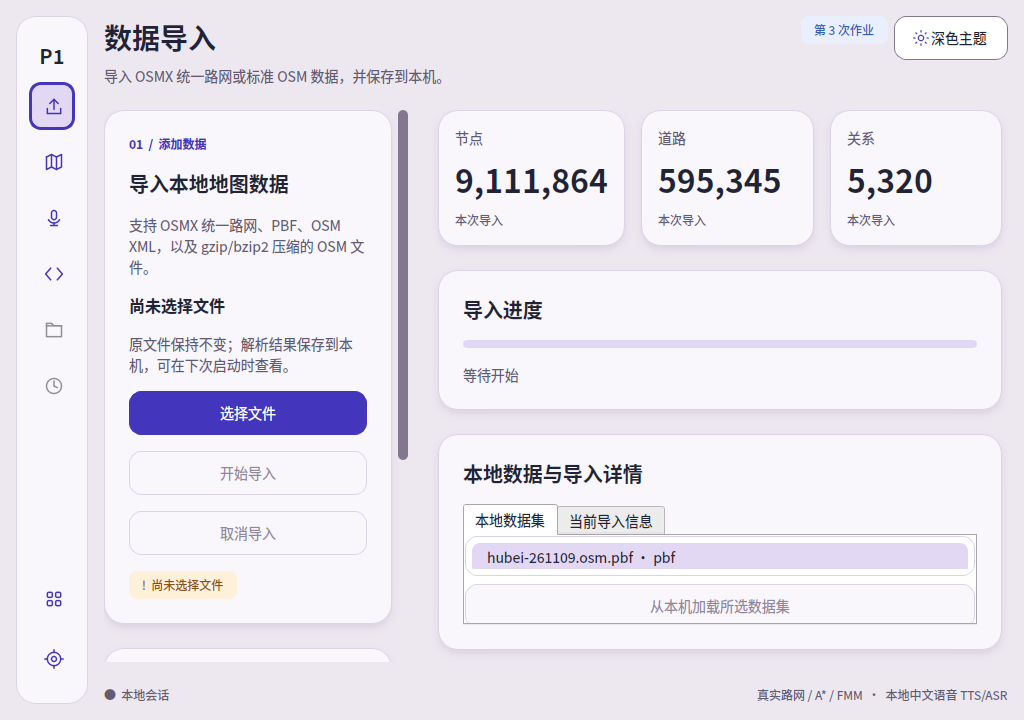 P1
数据导入
导入 OSMX 统一路网或标准 OSM 数据，并保存到本机。
第 3 次作业
深色主题
01 / 添加数据
导入本地地图数据
支持 OSMX 统一路网、PBF、OSM
XML，以及 gzip/bzip2 压缩的 OSM 文
件。
尚未选择文件
原文件保持不变；解析结果保存到本
机，可在下次启动时查看。
选择文件
开始导入
取消导入
! 尚未选择文件
节点
9,111,864
本次导入
道路
595,345
本次导入
关系
5,320
本次导入
导入进度
等待开始
本地数据与导入详情
本地数据集
当前导入信息
hubei-261109.osm.pbf · pbf
从本机加载所选数据集
● 本地会话
真实路网 / A* / FMM · 本地中文语音 TTS/ASR